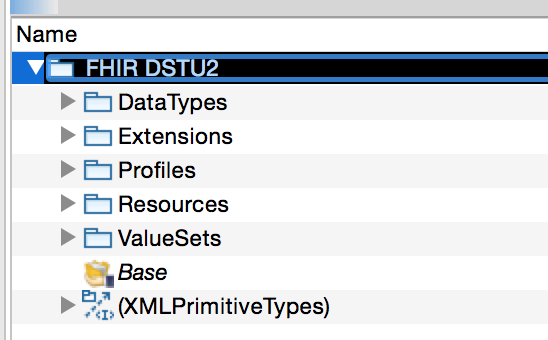 Name
FHIR DSTU2
DataTypes
Extensions
Profiles
Resources
ValueSets
Base
(XMLPrimitiveTypes)